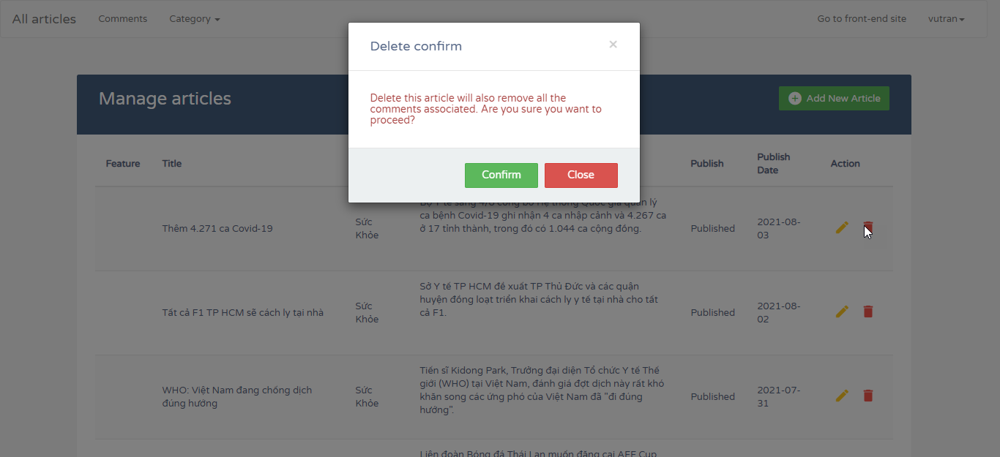 All articles
Comments
Category
Go to front-end site
vutran
Delete confirm
×
Delete this article will also remove all the
comments associated. Are you sure you want to
proceed?
Confirm
Close
Manage articles
Add New Article
Feature
Title
Publish
Publish
Date
Action
Thêm 4.271 ca Covid-19
Sức
Khỏe
Bộ Y tế sáng 4/8 công bố Hệ thống Quốc gia quản lý
ca bệnh Covid-19 ghi nhận 4 ca nhập cảnh và 4.267 ca
ở 17 tỉnh thành, trong đó có 1.044 ca cộng đồng.
Published
2021-08-
03
Tất cả F1 TP HCM sẽ cách ly tại nhà
Sức
Khỏe
Sở Y tế TP HCM đề xuất TP Thủ Đức và các quận
huyện đồng loạt triển khai cách ly y tế tại nhà cho tất
cả F1.
Published
2021-08-
02
WHO: Việt Nam đang chống dịch
đúng hướng
Sức
Khỏe
Tiến sĩ Kidong Park, Trưởng đại diện Tổ chức Y tế Thế
giới (WHO) tại Việt Nam, đánh giá đợt dịch này rất khó
khăn song các ứng phó của Việt Nam đã "đi đúng
hướng".
Published
2021-07-
31
Liên đoàn Bóng đá Thái Lan muốn đăng cai AFF Cup